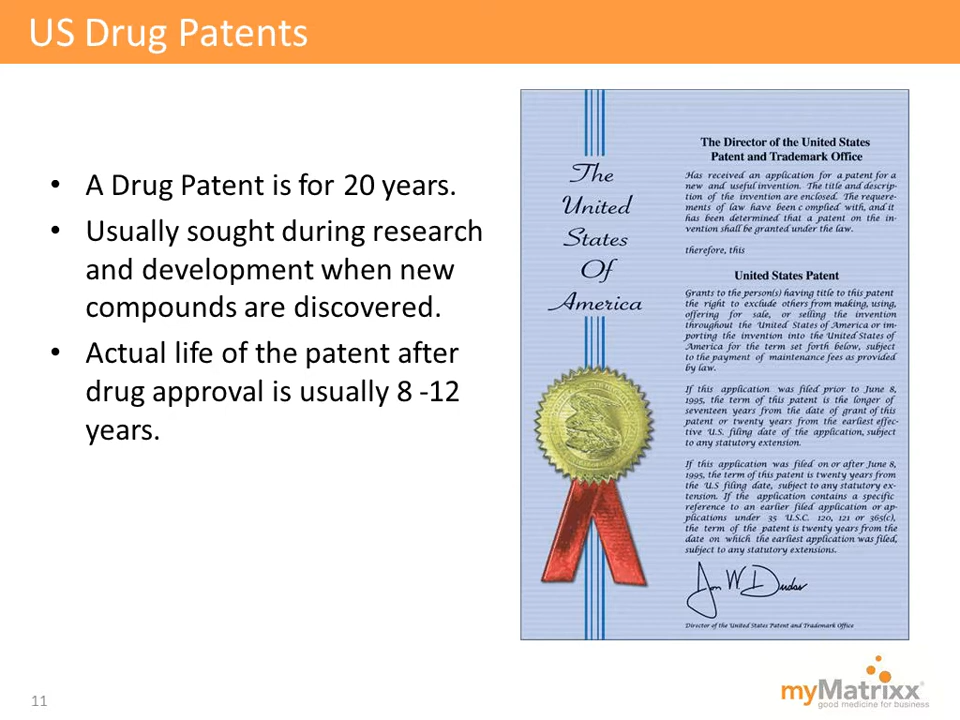 US Drug Patents
• A Drug Patent is for 20 years.
• Usually sought during research
and development when new
compounds are discovered.
• Actual life of the patent after
drug approval is usually 8 -12
years.
The
United
States
Of
America
The Director of the United States
Patent and Trademark Office
Has received an application for a patent for a
new and useful invention. The title and descrip-
tion of the invention are enclosed. The require-
ments of law have been c omplied with, and it
has been determined that a patent on the in-
vention shall be granted under the law.
therefore, this
United States Patent
Grants to the person(s) having title to this patent
the right to exclude others from making, using,
offering for sale, or selling the invention
throughout the United States of America or im-
porting the invention into the United States of
America for the term set forth below, subject
to the payment of maintenance fees as provided
by law.
If this application was filed prior to June 8,
1995, the term of this patent is the longer of
seventeen years from the date of grant of this
patent or twenty years from the earliest effec-
tive U.S. filing date of the application, subject
to any statutory extension.
If this application was filed on or after June 8,
1995, the term of this patent is twenty years from
the U.S filing date, subject to any statutory ex-
tension. If the application contains a specific
reference to an earlier filed application or ap-
plications under 35 U.S.C. 120, 121 or 365(c),
the term of the patent is twenty years from the
date on which the earliest application was filed,
subject to any statutory extensions.
Jon W. Dudas
Director of the United States Patent and Trademark Office
11
myMatrixx®
good medicine for business